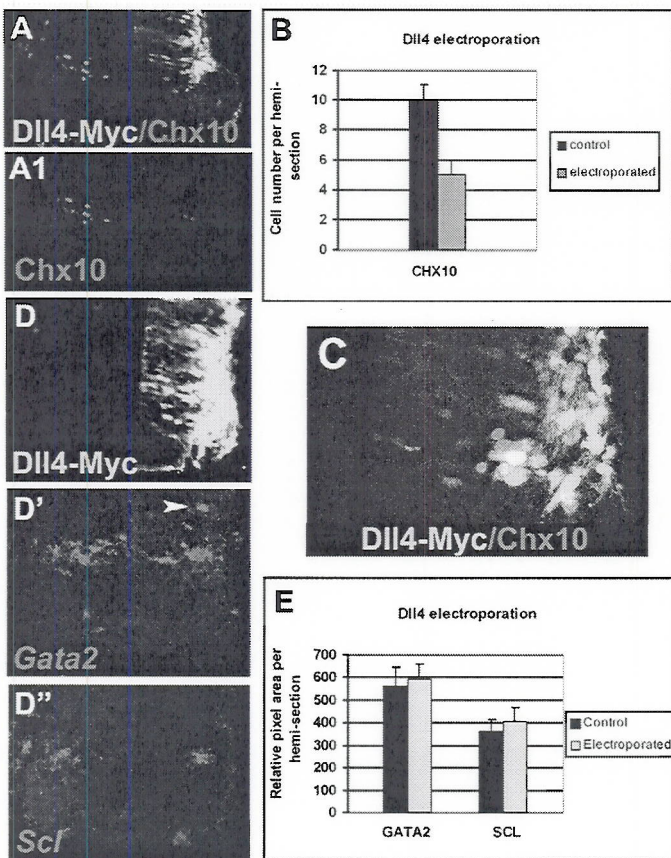 A
Dll4-Myc/Chx10
A1
Chx10
B
Dll4 electroporation
Cell number per hemi-
section
12
10
8
6
4
2
0
CHX10
control
electroporated
D
Dll4-Myc
C
Dll4-Myc/Chx10
D'
Gata2
D"
Scl
E
Dll4 electroporation
Relative pixel area per
hemi-section
700
600
500
400
300
200
100
0
GATA2
SCL
Control
Electroporated